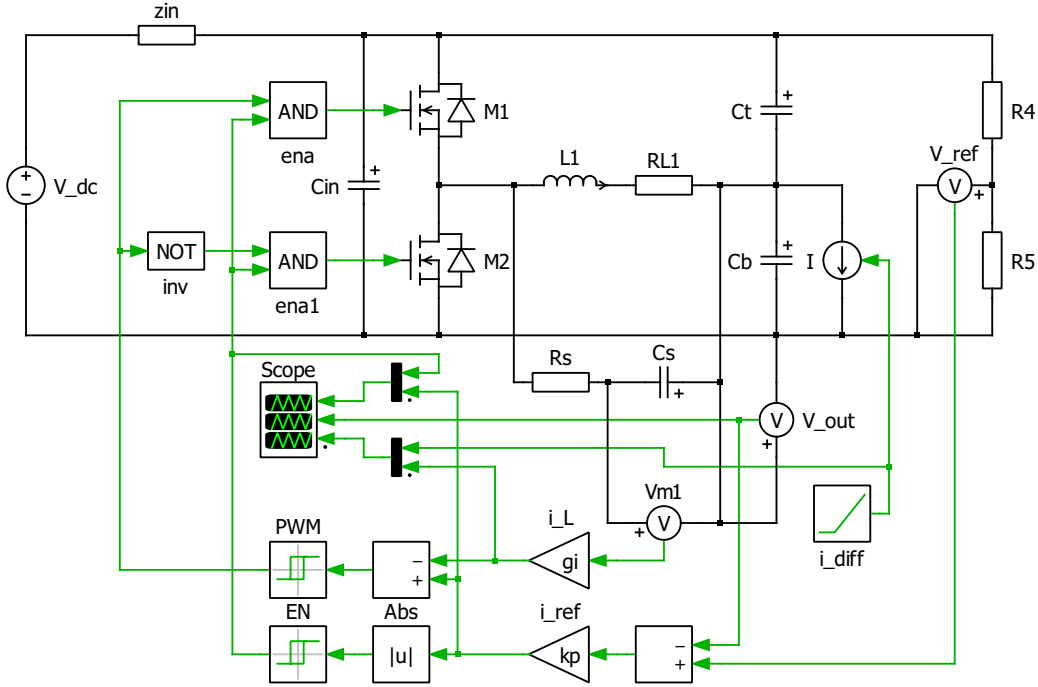 zin
AND
M1
Ct
R4
ena
V_ref
L1
RL1
V
V_dc
Cin
NOT
AND
M2
Cb
I
R5
inv
ena1
Rs
Cs
Scope
V
V_out
Vm1
V
i_L
PWM
gi
i_diff
EN
Abs
i_ref
|u|
kp